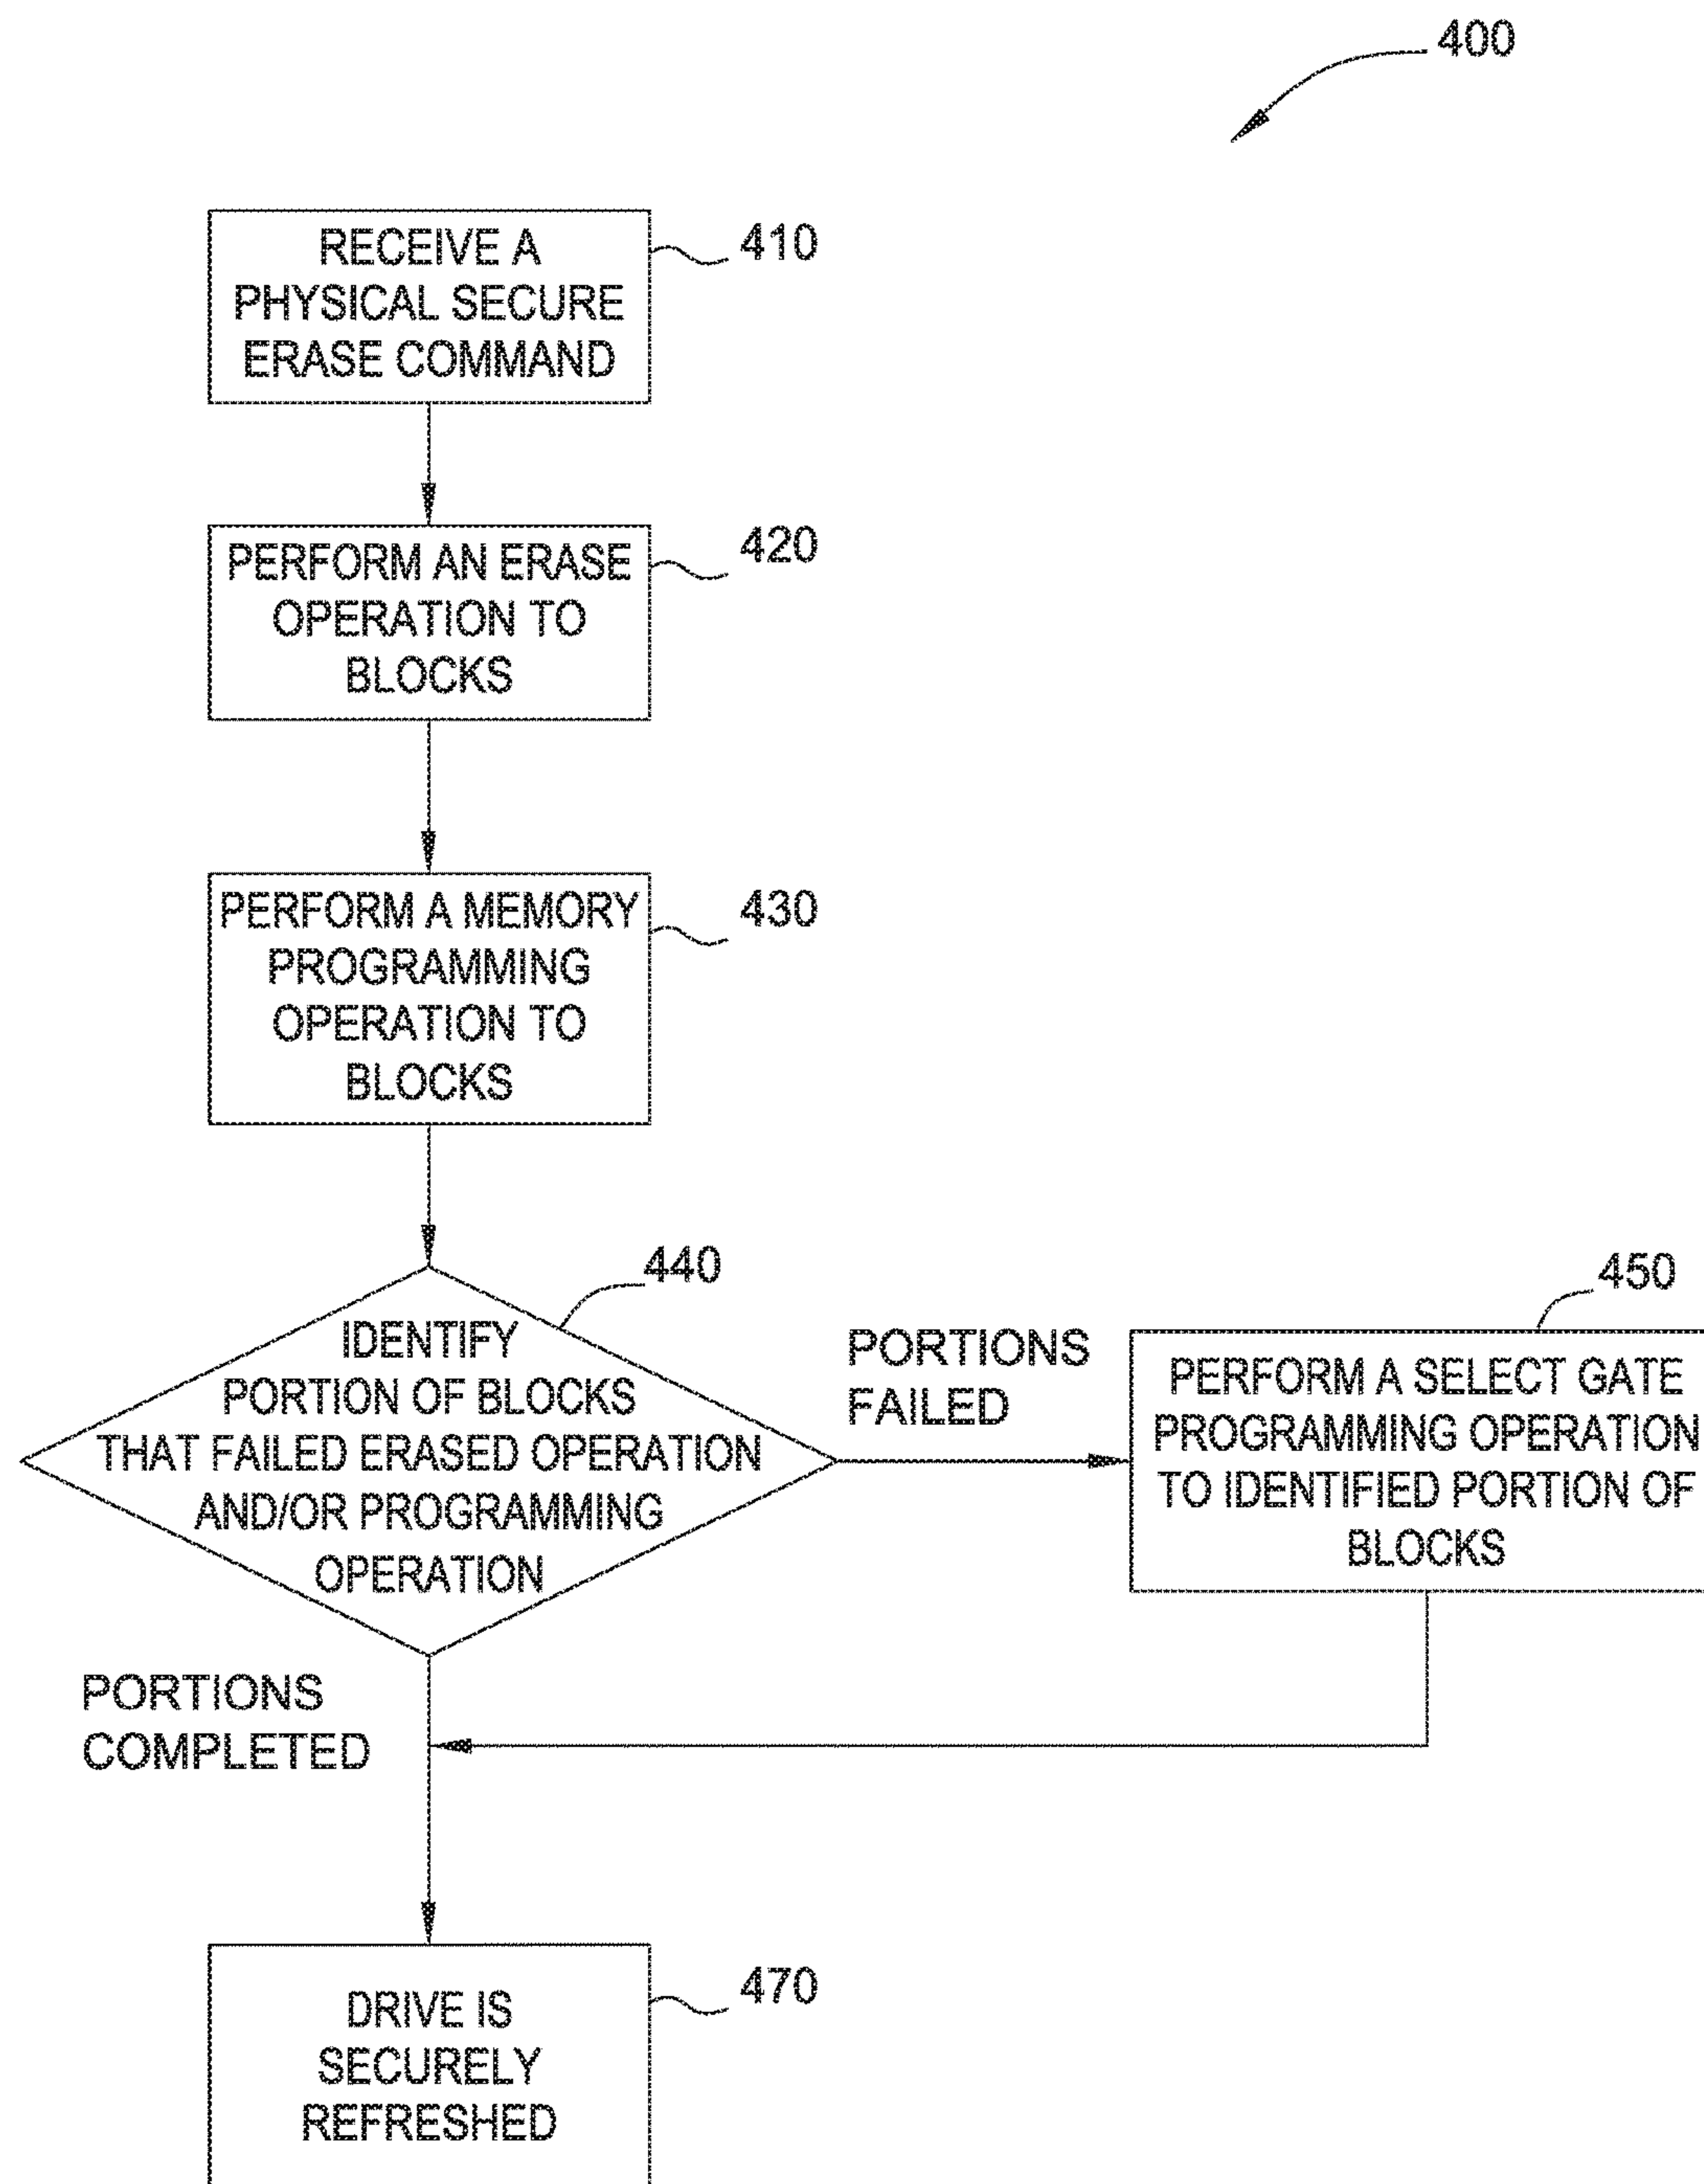 400
RECEIVE A
PHYSICAL SECURE
ERASE COMMAND
410
PERFORM AN ERASE
OPERATION TO
BLOCKS
420
PERFORM A MEMORY
PROGRAMMING
OPERATION TO
BLOCKS
430
440
IDENTIFY
PORTION OF BLOCKS
THAT FAILED ERASED OPERATION
AND/OR PROGRAMMING
OPERATION
PORTIONS
FAILED
450
PERFORM A SELECT GATE
PROGRAMMING OPERATION
TO IDENTIFIED PORTION OF
BLOCKS
PORTIONS
COMPLETED
DRIVE IS
SECURELY
REFRESHED
470